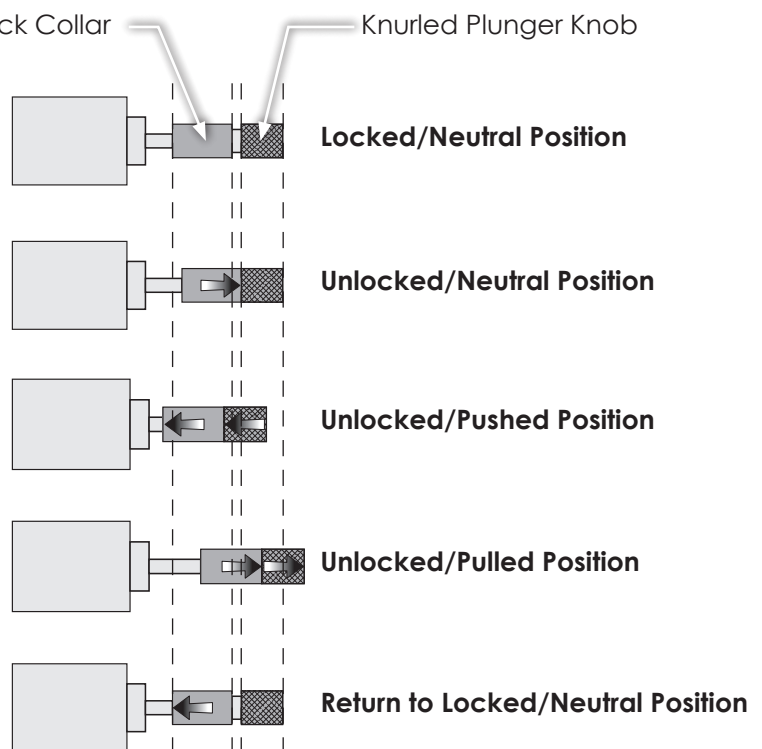 ck Collar
Knurled Plunger Knob
Locked/Neutral Position
Unlocked/Neutral Position
Unlocked/Pushed Position
Unlocked/Pulled Position
Return to Locked/Neutral Position